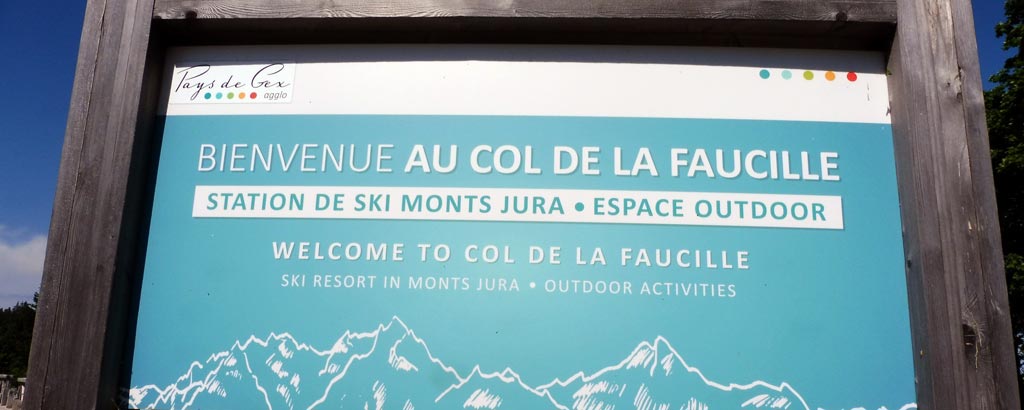 Pays de Gex
agglo
BIENVENUE AU COL DE LA FAUCILLE
STATION DE SKI MONTS JURA • ESPACE OUTDOOR
WELCOME TO COL DE LA FAUCILLE
SKI RESORT IN MONTS JURA • OUTDOOR ACTIVITIES